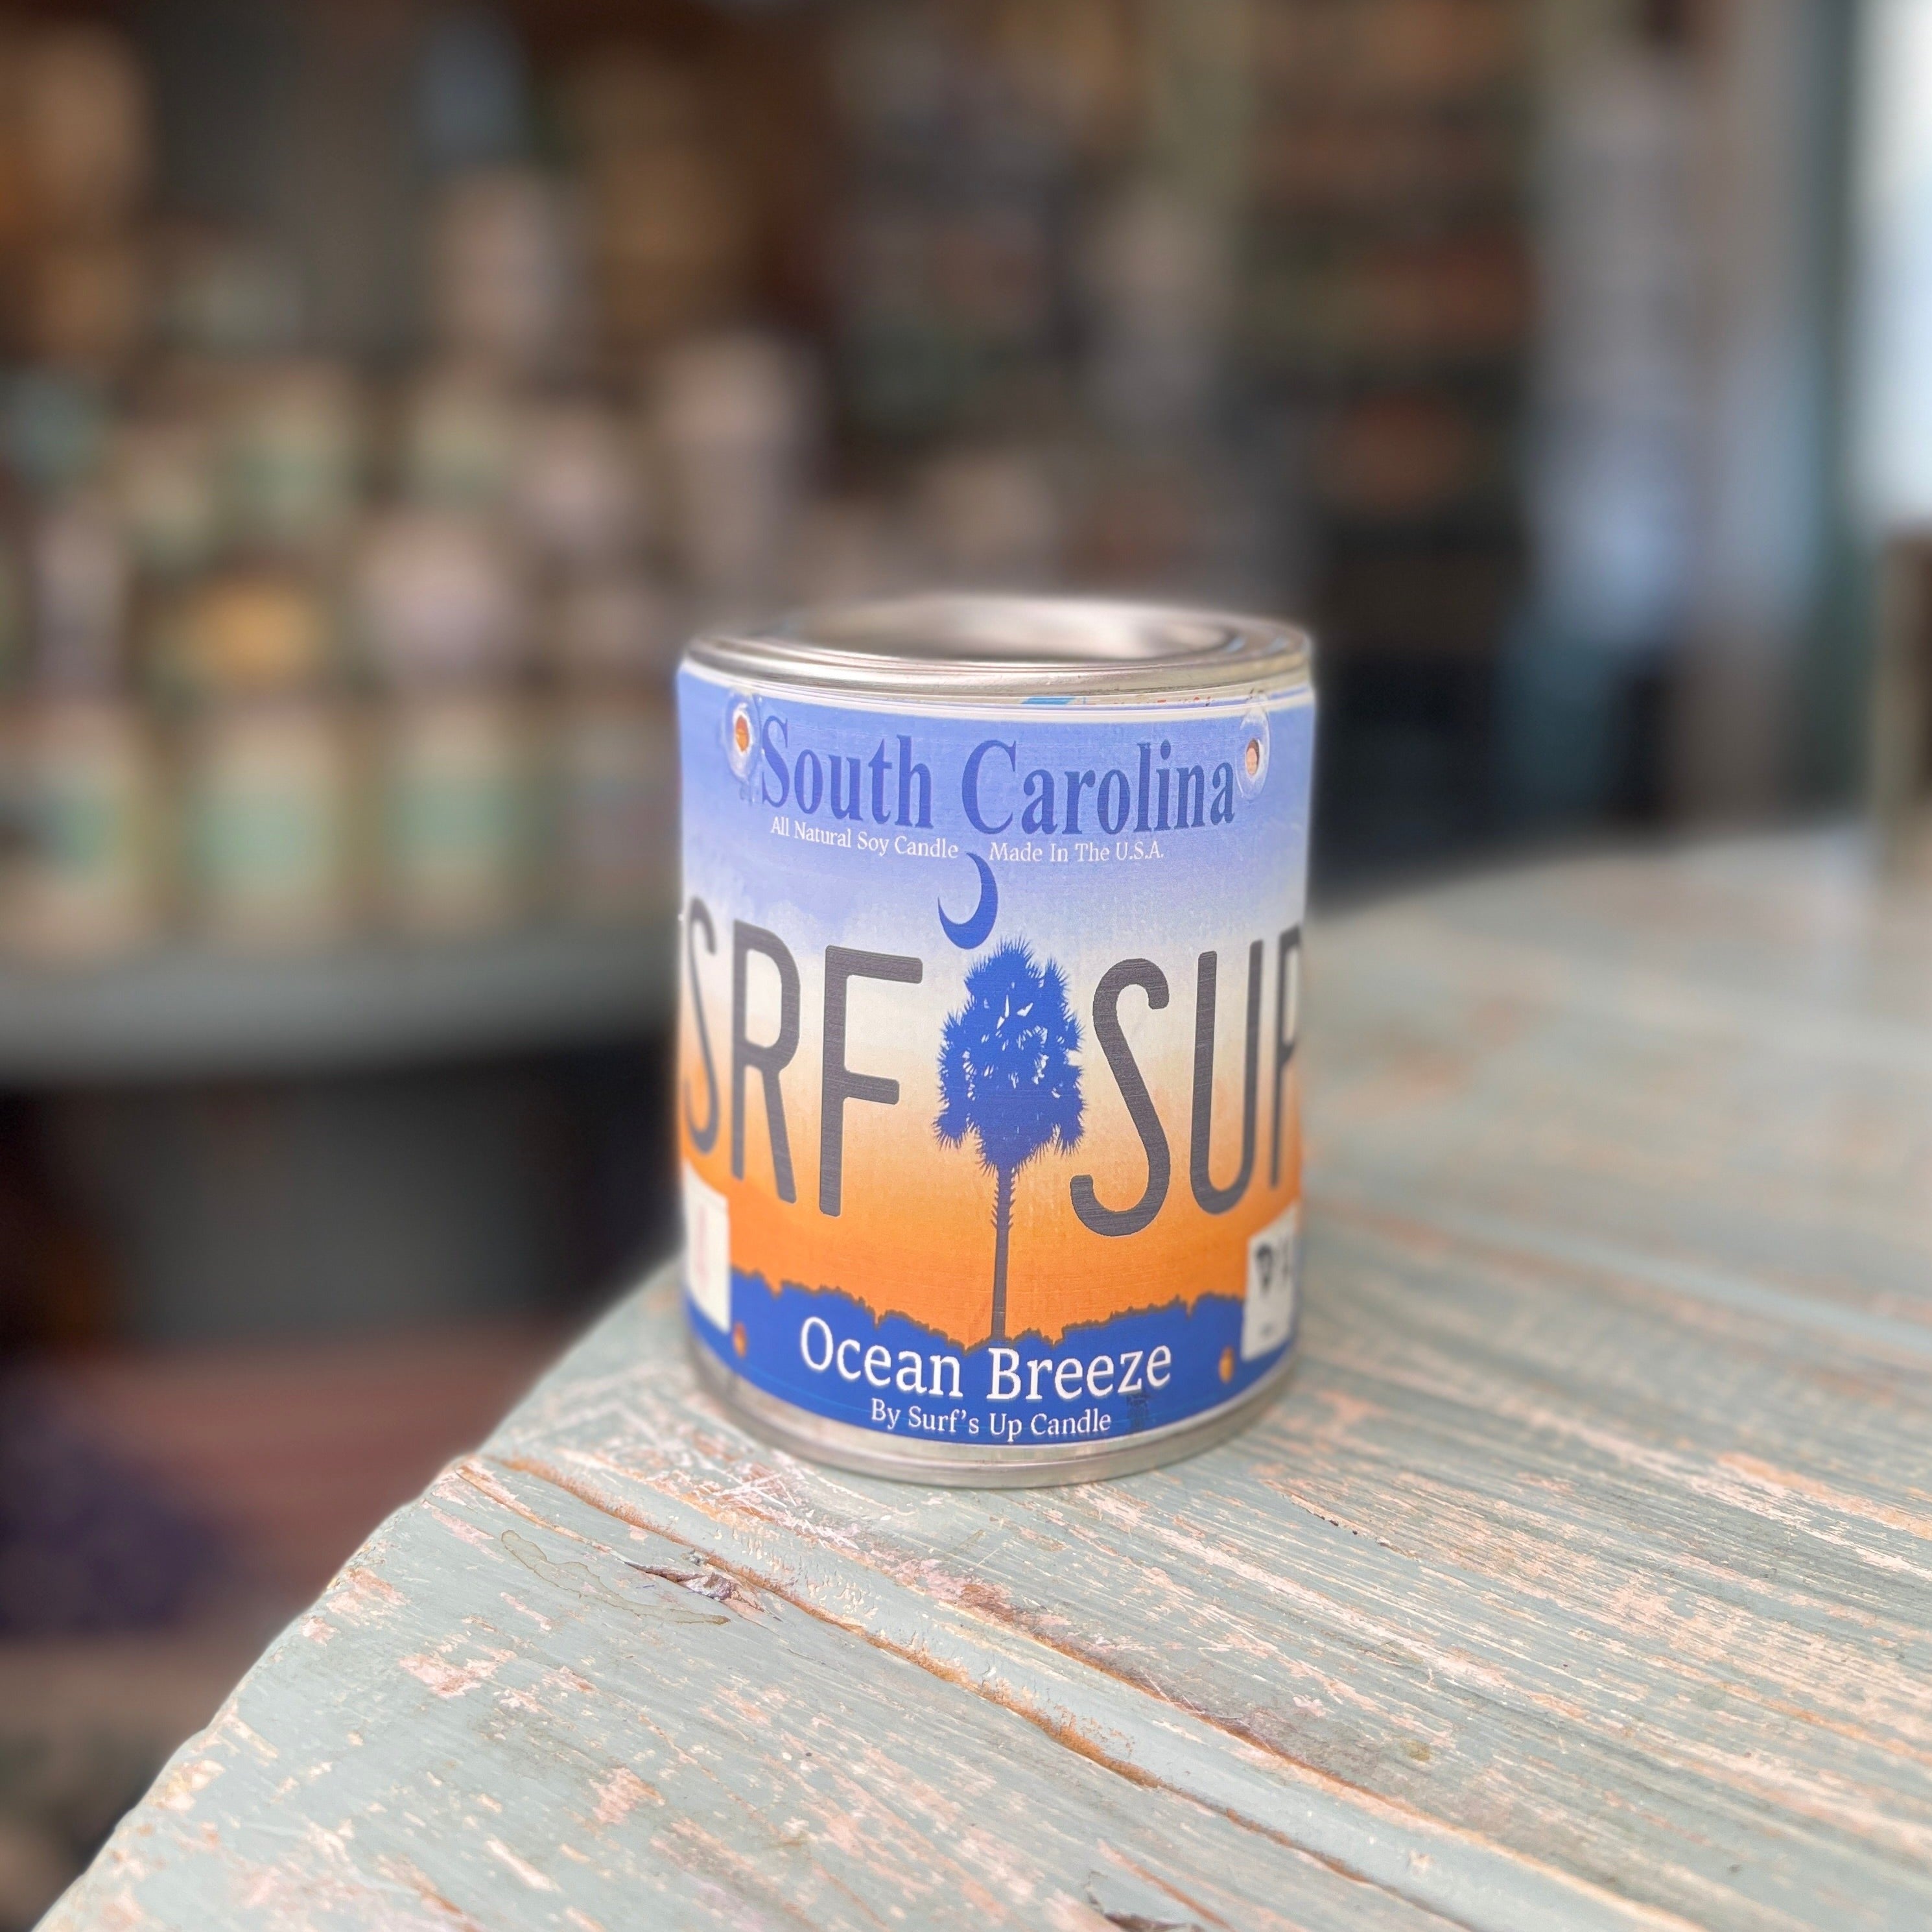 South Carolina
All Natural Soy Candle Made In The U.S.A.
SRF SUP
Ocean Breeze
By Surf's Up Candle